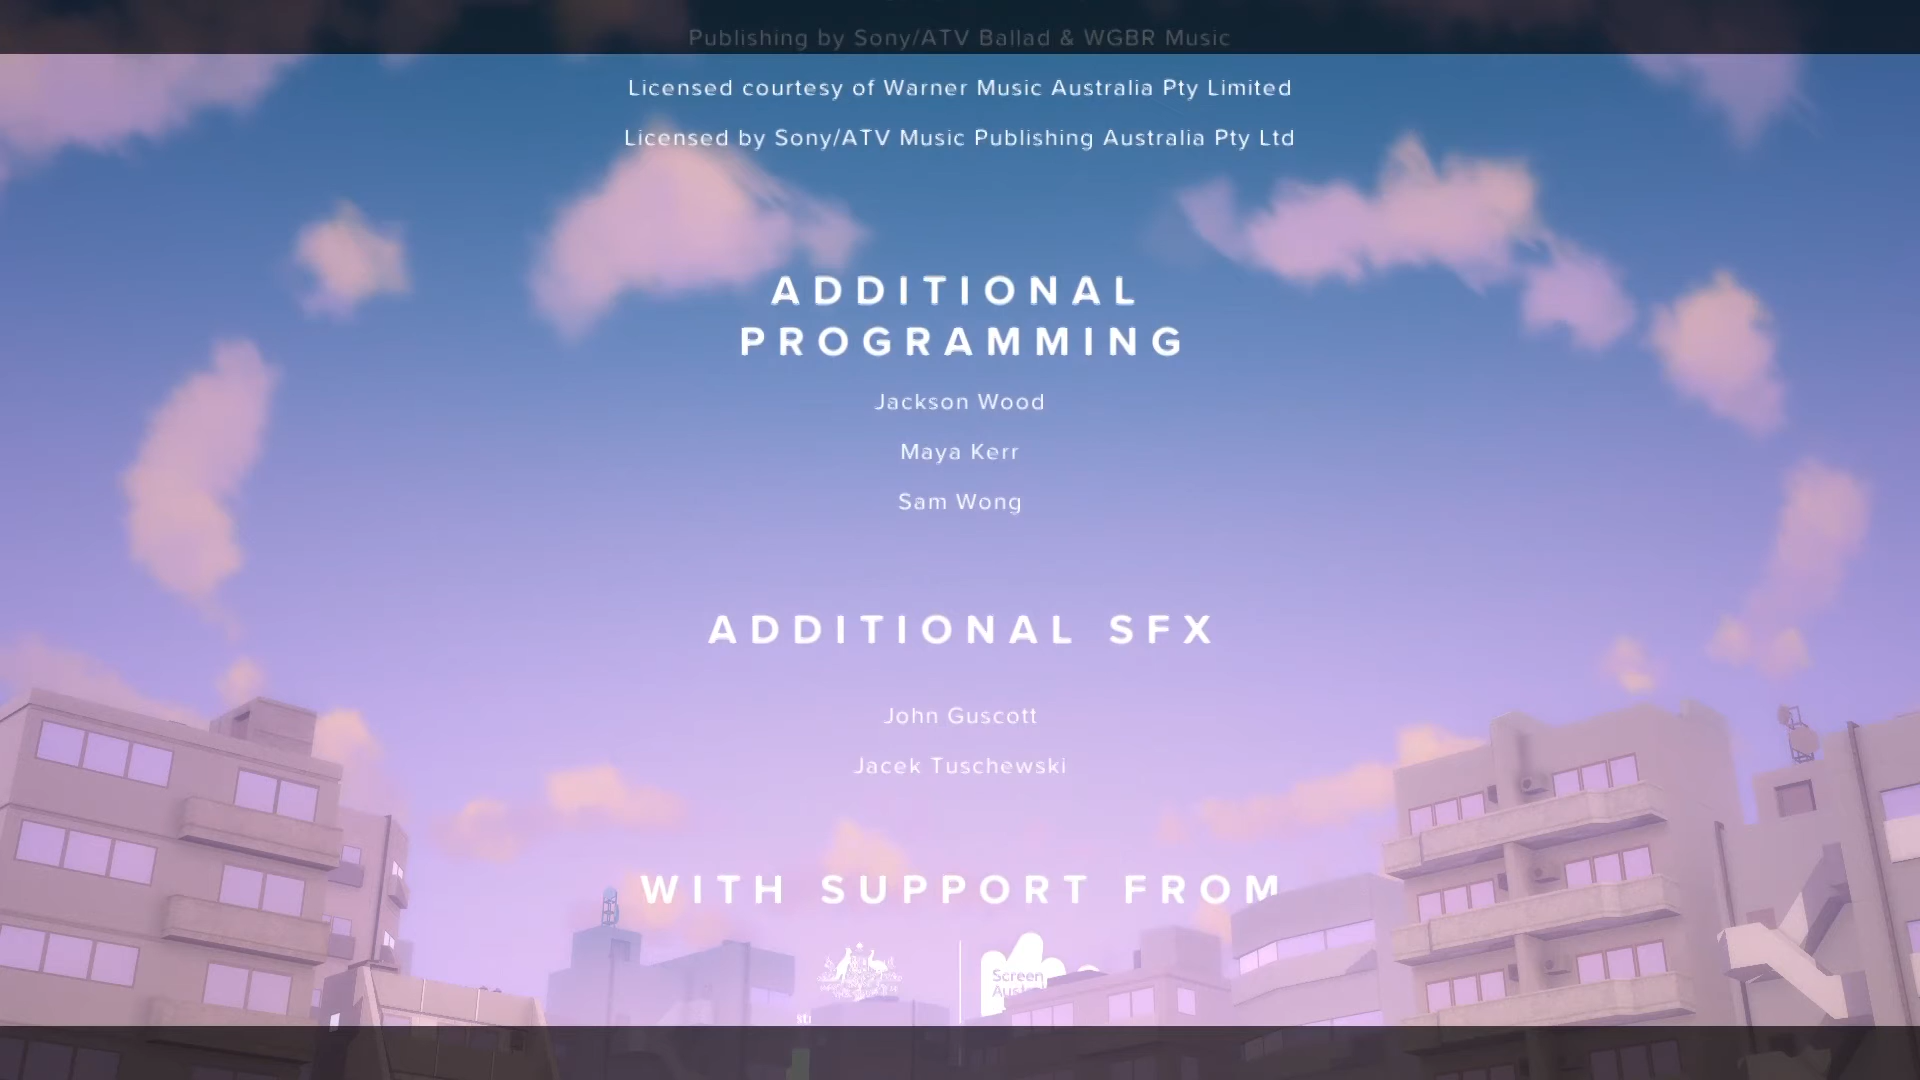 Publishing by Sony/ATV Ballad & WGBR Music
Licensed courtesy of Warner Music Australia Pty Limited
Licensed by Sony/ATV Music Publishing Australia Pty Ltd
ADDITIONAL
PROGRAMMING
Jackson Wood
Maya Kerr
Sam Wong
ADDITIONAL SFX
John Guscott
Jacek Tuschewski
WITH SUPPORT FROM
Screen